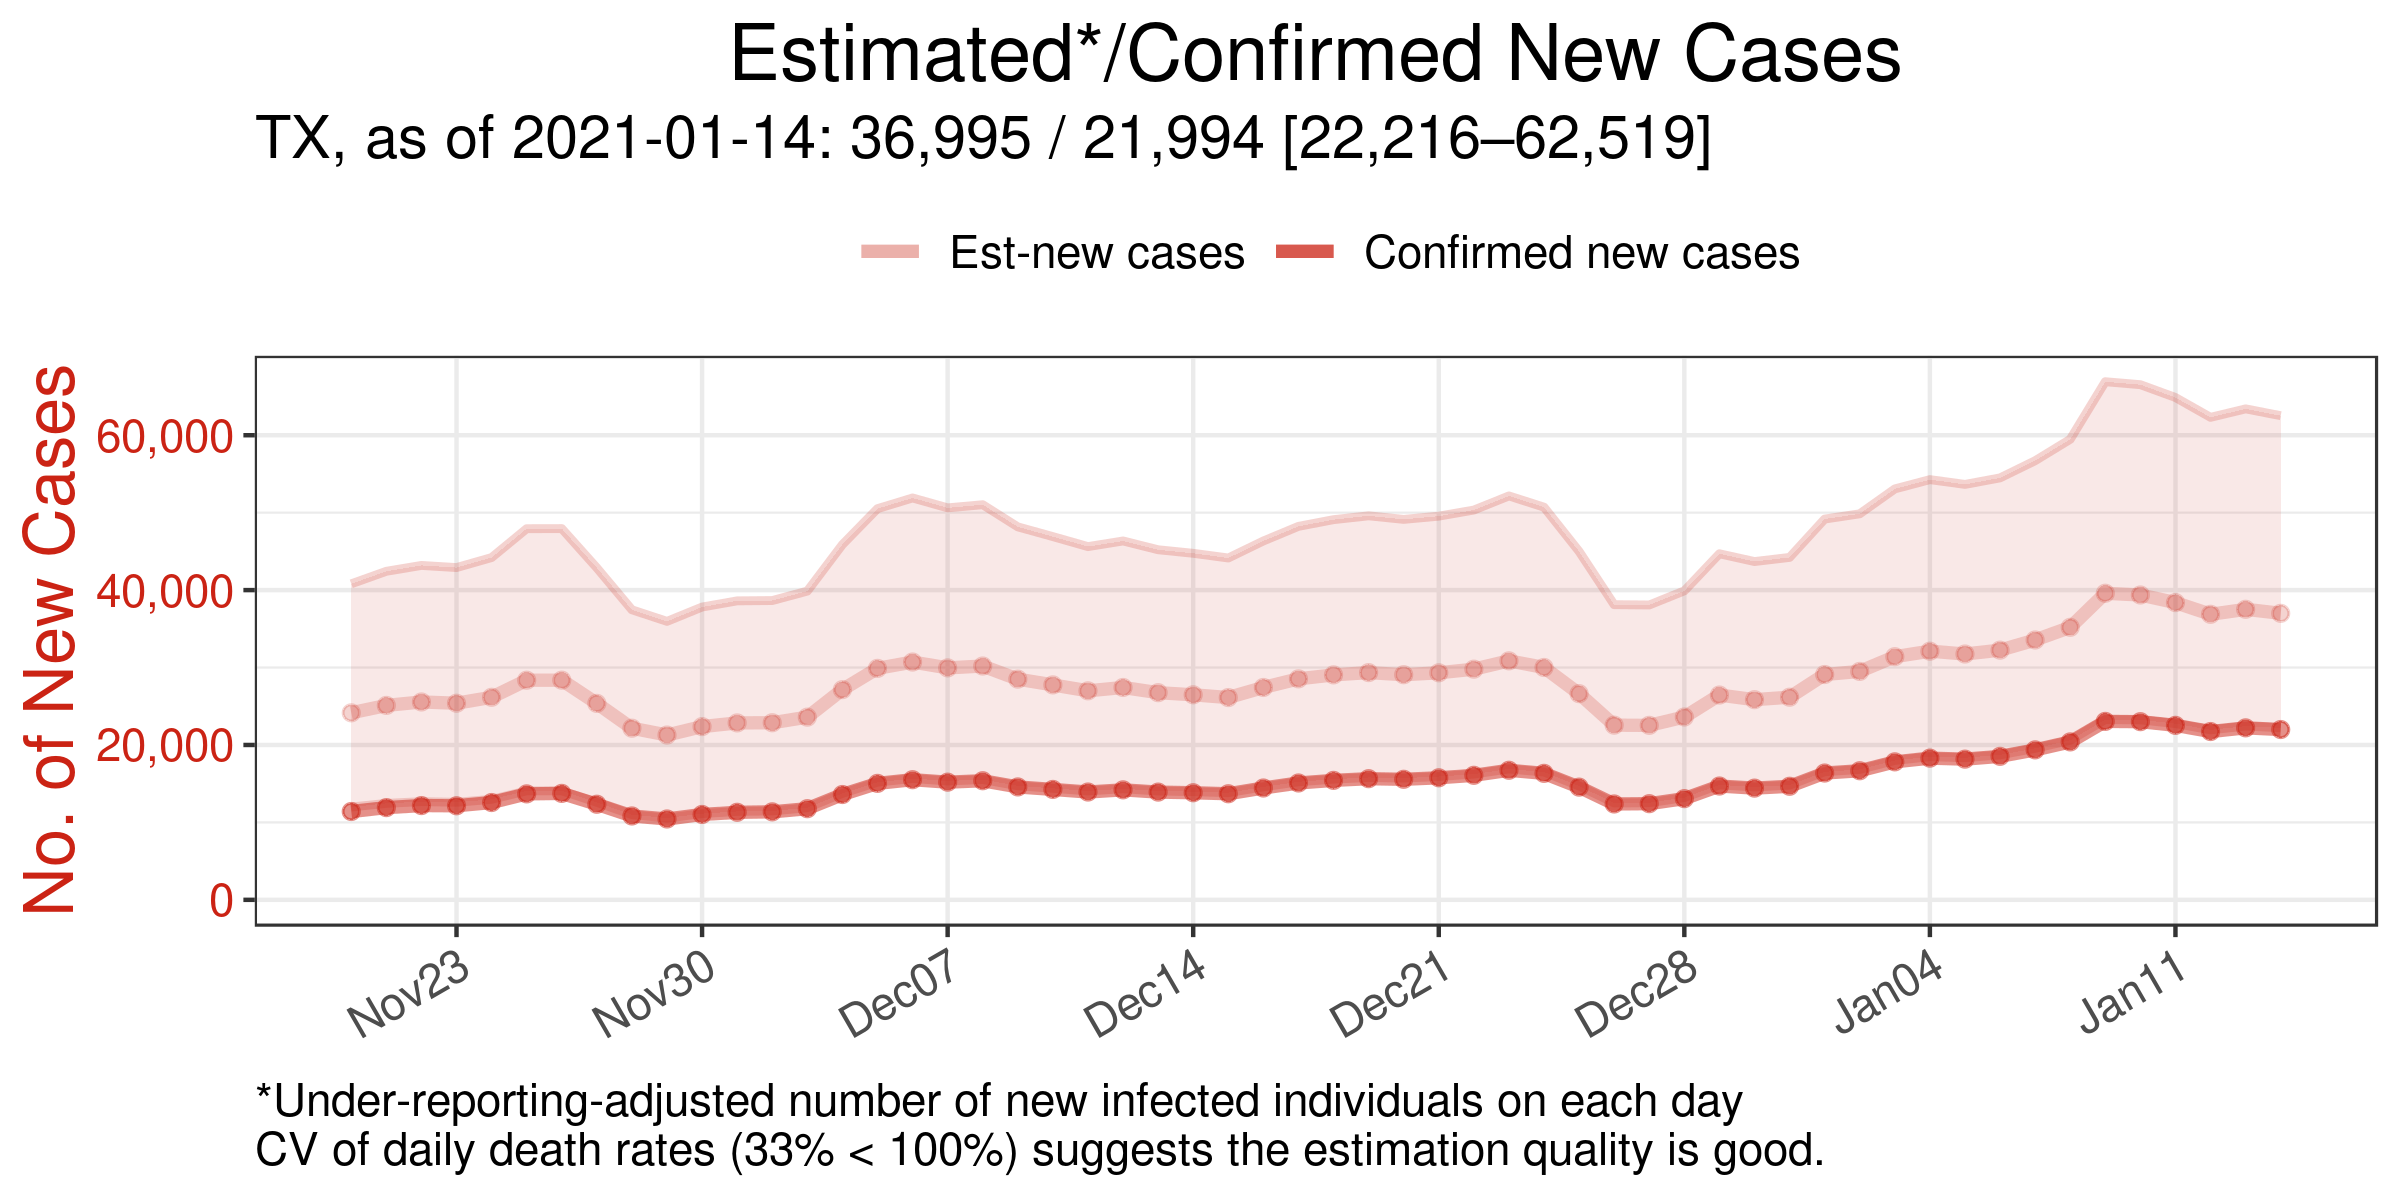 Estimated*/Confirmed New Cases
TX, as of 2021-01-14: 36,995 / 21,994 [22,216–62,519]
Est-new cases
Confirmed new cases
No. of New Cases
60,000
40,000
20,000
0
Nov23
Nov30
Dec07
Dec14
Dec21
Dec28
Jan04
Jan11
*Under-reporting-adjusted number of new infected individuals on each day
CV of daily death rates (33% < 100%) suggests the estimation quality is good.